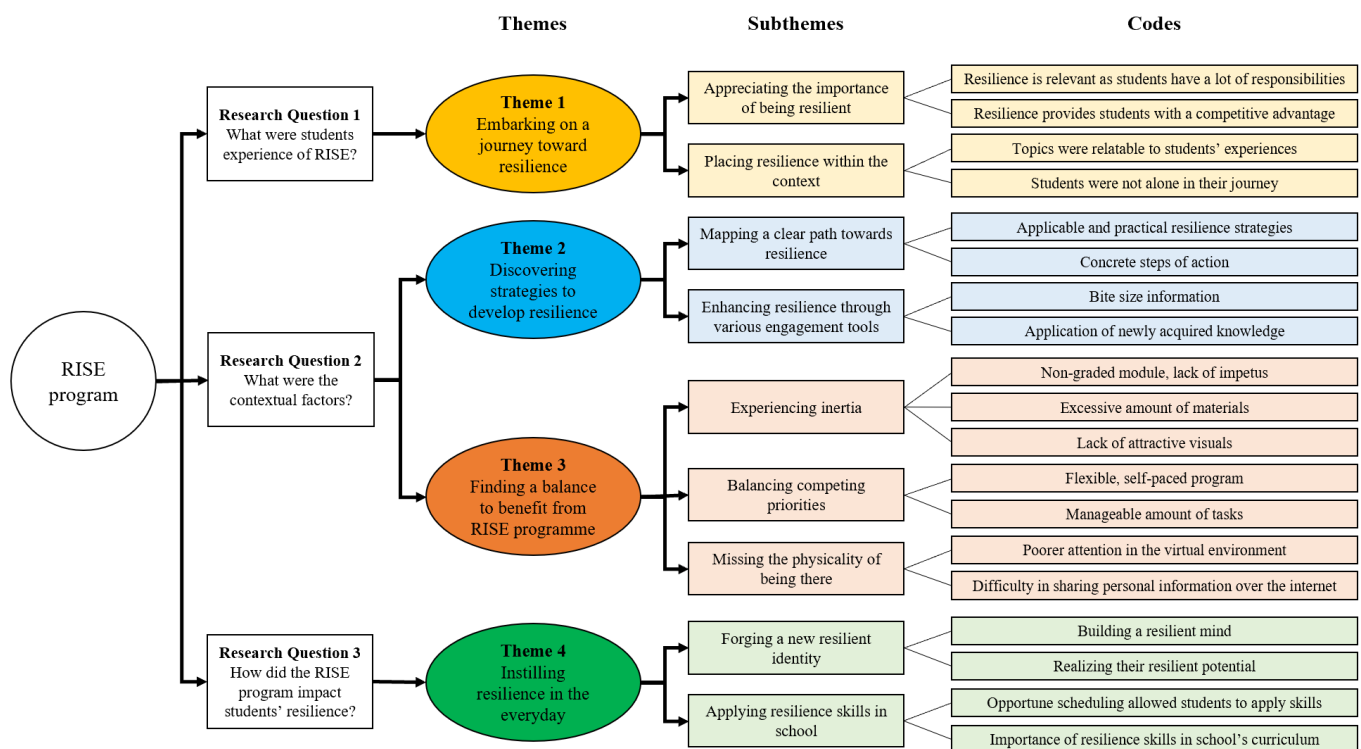 Themes
Subthemes
Codes
RISE
program
Research Question 1
What were students
experience of RISE?
Theme 1
Embarking on a
journey toward
resilience
Appreciating the importance
of being resilient
Resilience is relevant as students have a lot of responsibilities
Resilience provides students with a competitive advantage
Placing resilience within the
context
Topics were relatable to students’ experiences
Students were not alone in their journey
Research Question 2
What were the
contextual factors?
Theme 2
Discovering
strategies to
develop resilience
Mapping a clear path towards
resilience
Applicable and practical resilience strategies
Concrete steps of action
Enhancing resilience through
various engagement tools
Bite size information
Application of newly acquired knowledge
Theme 3
Finding a balance
to benefit from
RISE programme
Experiencing inertia
Non-graded module, lack of impetus
Excessive amount of materials
Lack of attractive visuals
Balancing competing
priorities
Flexible, self-paced program
Manageable amount of tasks
Missing the physicality of
being there
Poorer attention in the virtual environment
Difficulty in sharing personal information over the internet
Research Question 3
How did the RISE
program impact
students’ resilience?
Theme 4
Instilling
resilience in the
everyday
Forging a new resilient
identity
Building a resilient mind
Realizing their resilient potential
Applying resilience skills in
school
Opportune scheduling allowed students to apply skills
Importance of resilience skills in school’s curriculum